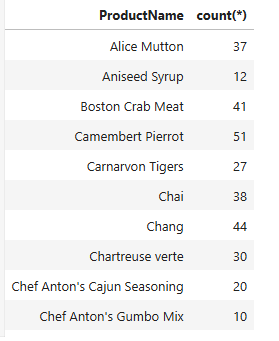 ProductName count(*)
Alice Mutton 37
Aniseed Syrup 12
Boston Crab Meat 41
Camembert Pierrot 51
Carnarvon Tigers 27
Chai 38
Chang 44
Chartreuse verte 30
Chef Anton's Cajun Seasoning 20
Chef Anton's Gumbo Mix 10